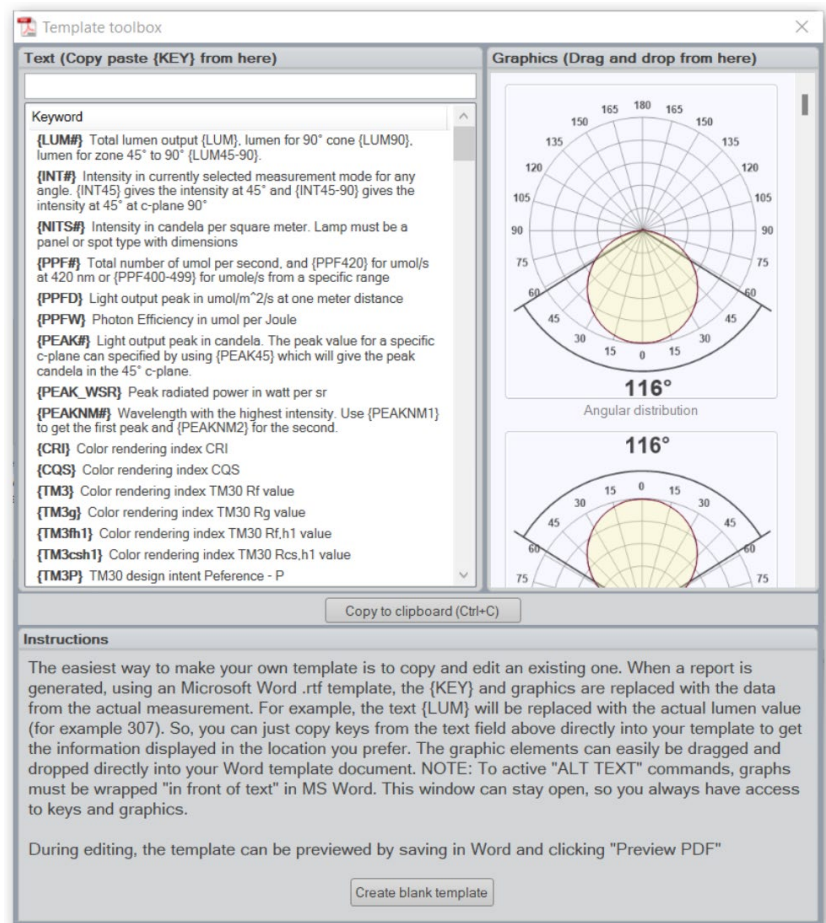 Template toolbox
Text (Copy paste {KEY} from here)
Keyword
{LUM#} Total lumen output {LUM}, lumen for 90° cone {LUM90},
lumen for zone 45° to 90° {LUM45-90}.
{INT#} Intensity in currently selected measurement mode for any
angle. {INT45} gives the intensity at 45° and {INT45-90} gives the
intensity at 45° at c-plane 90°
{NITS#} Intensity in candela per square meter. Lamp must be a
panel or spot type with dimensions
{PPF#} Total number of umol per second, and {PPF420} for umol/s
at 420 nm or {PPF400-499} for umole/s from a specific range
{PPFD} Light output peak in umol/m^2/s at one meter distance
{PPFW} Photon Efficiency in umol per Joule
{PEAK#} Light output peak in candela. The peak value for a specific
c-plane can specified by using {PEAK45} which will give the peak
candela in the 45° c-plane.
{PEAK_WSR} Peak radiated power in watt per sr
{PEAKNM#} Wavelength with the highest intensity. Use {PEAKNM1}
to get the first peak and {PEAKNM2} for the second.
{CRI} Color rendering index CRI
{CQS} Color rendering index CQS
{TM3} Color rendering index TM30 Rf value
{TM3g} Color rendering index TM30 Rg value
{TM3fh1} Color rendering index TM30 Rf,h1 value
{TM3csh1} Color rendering index TM30 Rcs,h1 value
{TM3P} TM30 design intent Peference - P
Graphics (Drag and drop from here)
165 180 165
150 150
135 135
120 120
105 105
90 90
75 75
60 60
45 45
30 30
15 0 15
116°
Angular distribution
116°
15 0 15
30 30
45 45
60 60
75 75
Copy to clipboard (Ctrl+C)
Instructions
The easiest way to make your own template is to copy and edit an existing one. When a report is
generated, using an Microsoft Word .rtf template, the {KEY} and graphics are replaced with the data
from the actual measurement. For example, the text {LUM} will be replaced with the actual lumen value
(for example 307). So, you can just copy keys from the text field above directly into your template to get
the information displayed in the location you prefer. The graphic elements can easily be dragged and
dropped directly into your Word template document. NOTE: To active "ALT TEXT" commands, graphs
must be wrapped "in front of text" in MS Word. This window can stay open, so you always have access
to keys and graphics.
During editing, the template can be previewed by saving in Word and clicking "Preview PDF"
Create blank template